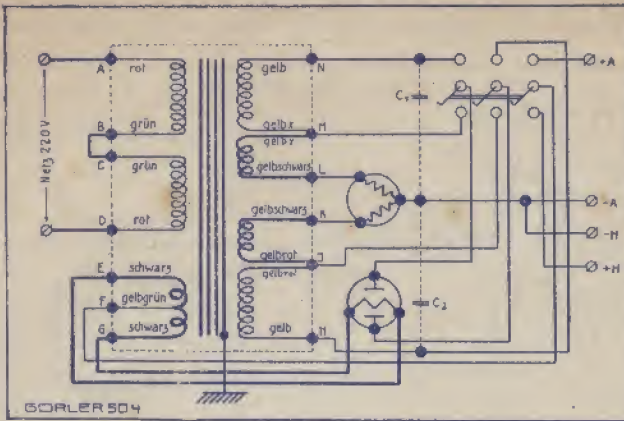 A rot
gelb N
C₁
+A
Netz 220V
B grün
gelb x M
C grün
gelb x
gelbschwarz L
D rot
gelbschwarz K
-A
-H
+H
gelbrot J
gelbrot
E schwarz
F gelbgrün
G schwarz
gelb H
C₂
GÖRLER 504